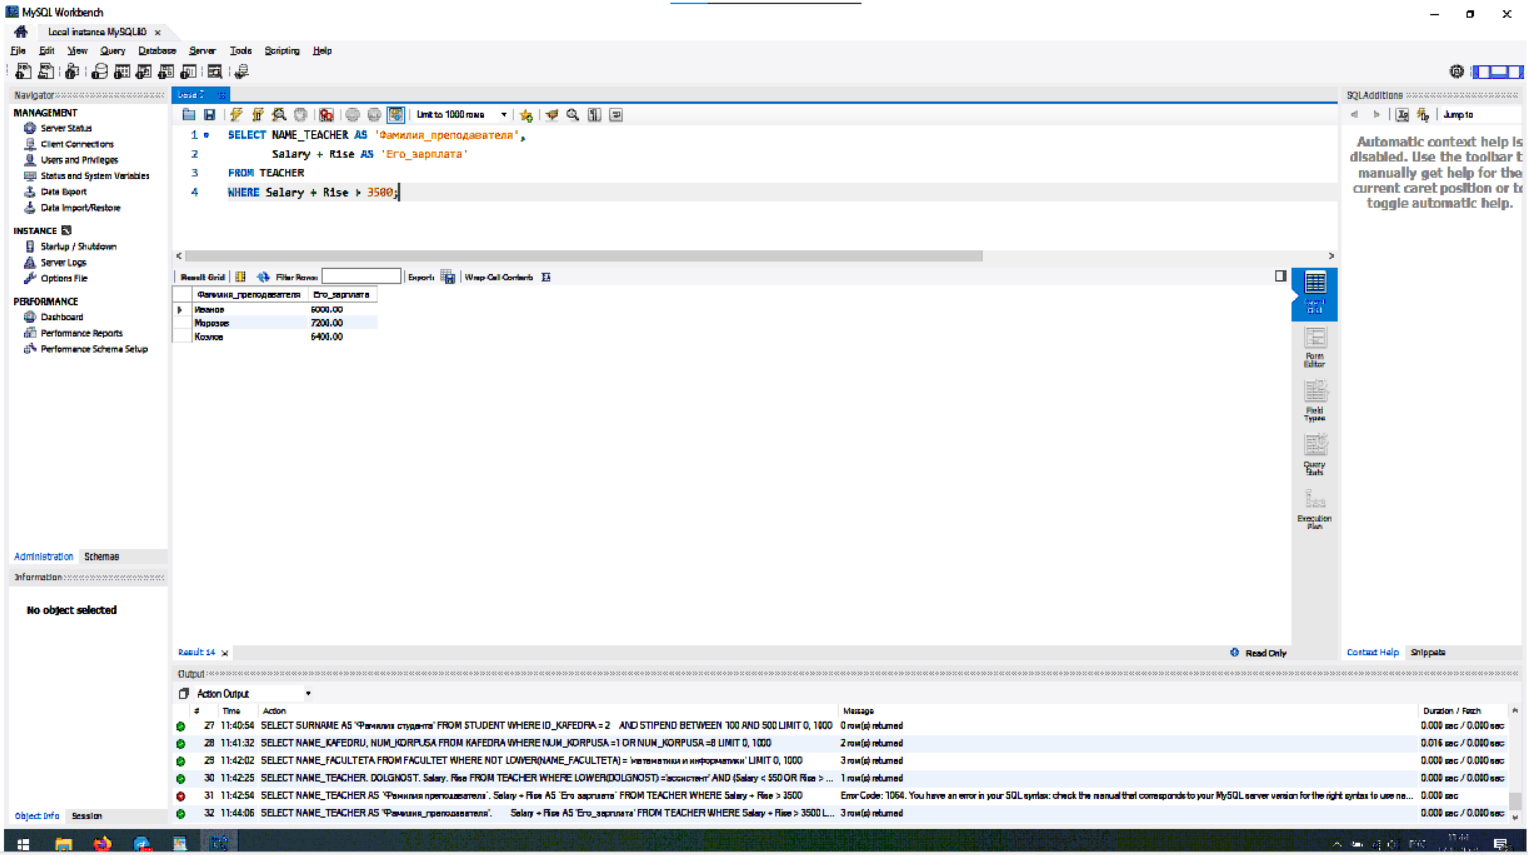 MySQL Workbench
Local instance MySQL80 ×
File Edit View Query Database Server Tools Scripting Help
Navigator
MANAGEMENT
Server Status
Client Connections
Users and Privileges
Status and System Variables
Data Export
Data Import/Restore
INSTANCE
Startup / Shutdown
Server Logs
Options File
PERFORMANCE
Dashboard
Performance Reports
Performance Schema Setup
Administration Schemas
Information
No object selected
Object Info Session
Limit to 1000 rows
1 SELECT NAME_TEACHER AS 'Фамилия_преподавателя',
2 Salary + Rise AS 'Его_зарплата'
3 FROM TEACHER
4 WHERE Salary + Rise > 3500;
Result Grid Filter Rows: Export: Wrap Cell Content: IA
Фамилия_преподавателя Его_зарплата
Иванов 6000.00
Морозов 7200.00
Козлов 6400.00
Form
Editor
Field
Types
Query
Stats
Execution
Plan
Result 14 × Read Only
SQLAdditions
Jump to
Automatic context help is
disabled. Use the toolbar t
manually get help for the
current caret position or to
toggle automatic help.
Context Help Snippets
Output
Action Output
# Time Action Message Duration / Fetch
27 11:40:54 SELECT SURNAME AS 'Фамилия студента' FROM STUDENT WHERE ID_KAFEDRA = 2 AND STIPEND BETWEEN 100 AND 500 LIMIT 0, 1000 0 row(s) returned 0.000 sec / 0.000 sec
28 11:41:32 SELECT NAME_KAFEDRU, NUM_KORPUSA FROM KAFEDRA WHERE NUM_KORPUSA =1 OR NUM_KORPUSA =8 LIMIT 0, 1000 2 row(s) returned 0.016 sec / 0.000 sec
29 11:42:02 SELECT NAME_FACULTETA FROM FACULTET WHERE NOT LOWER(NAME_FACULTETA) = 'математики и информатики' LIMIT 0, 1000 3 row(s) returned 0.000 sec / 0.000 sec
30 11:42:25 SELECT NAME_TEACHER, DOLGNOST, Salary, Rise FROM TEACHER WHERE LOWER(DOLGNOST) ='ассистент' AND (Salary < 550 OR Rise > ... 1 row(s) returned 0.000 sec / 0.000 sec
31 11:42:54 SELECT NAME_TEACHER AS 'Фамилия преподавателя', Salary + Rise AS 'Его зарплата' FROM TEACHER WHERE Salary + Rise > 3500 Error Code: 1064. You have an error in your SQL syntax; check the manual that corresponds to your MySQL server version for the right syntax to use ne... 0.000 sec
32 11:44:06 SELECT NAME_TEACHER AS 'Фамилия_преподавателя', Salary + Rise AS 'Его_зарплата' FROM TEACHER WHERE Salary + Rise > 3500 L... 3 row(s) returned 0.000 sec / 0.000 sec
11:44